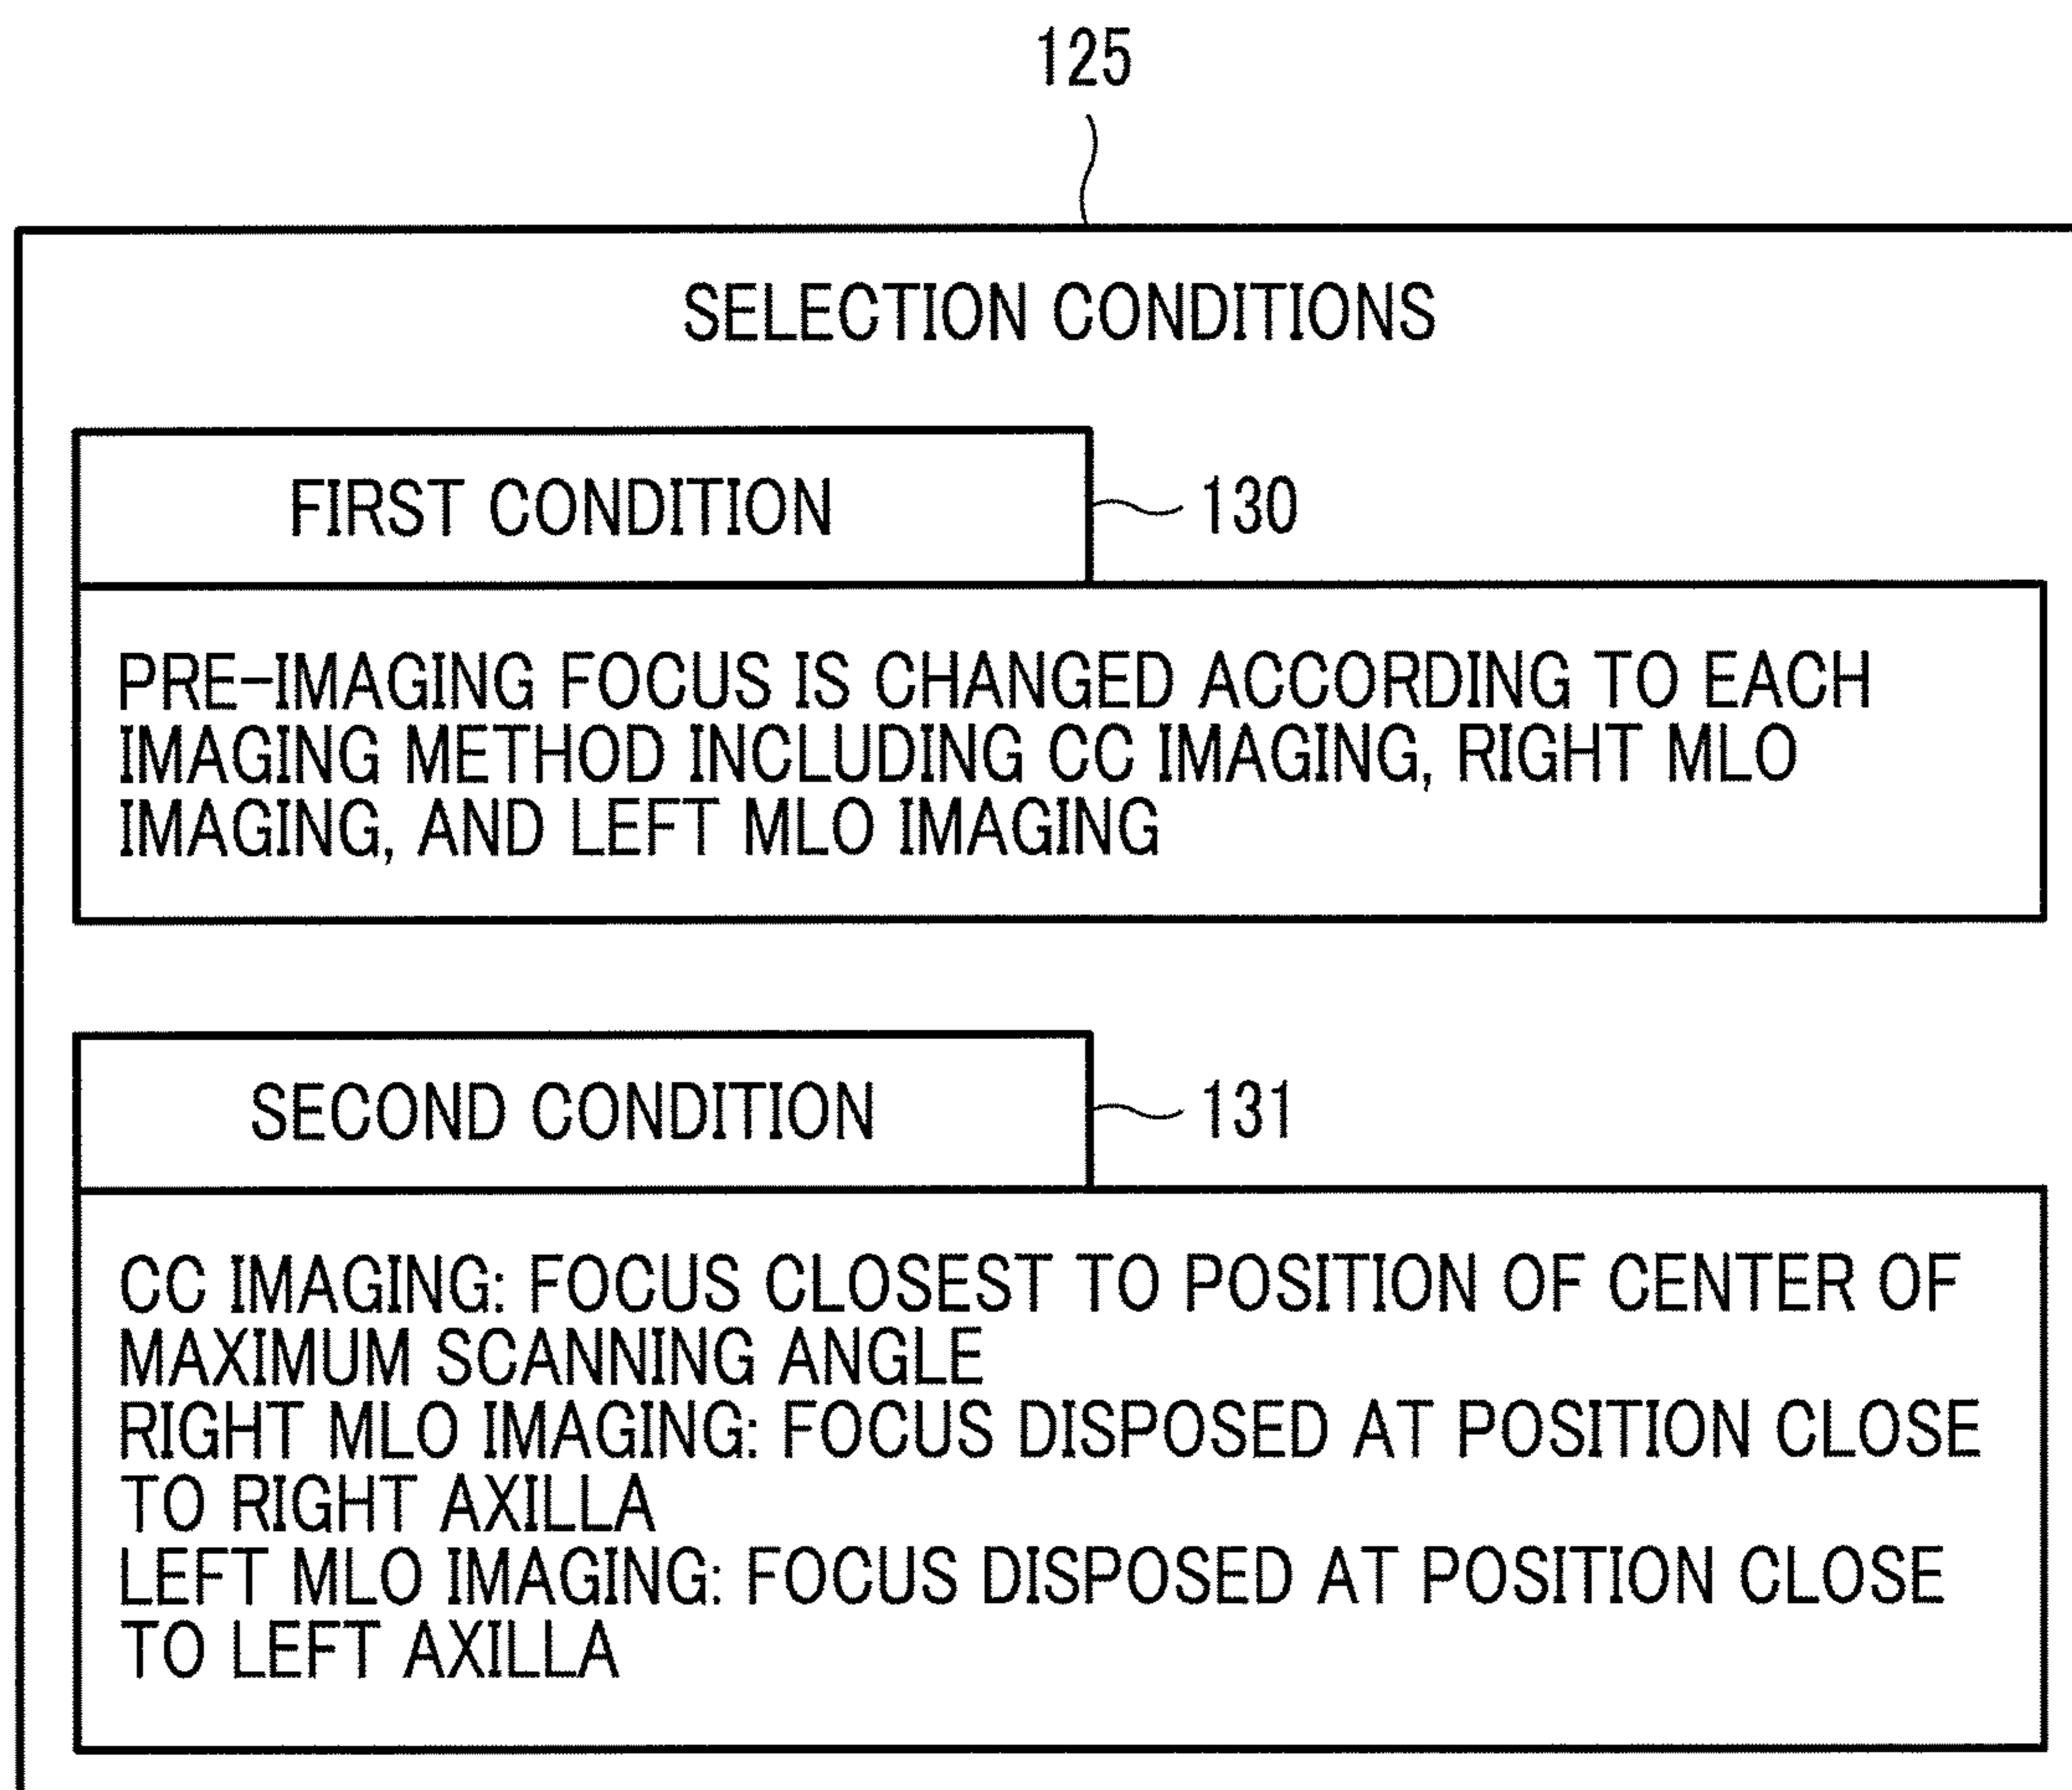 125
SELECTION CONDITIONS
FIRST CONDITION
130
PRE-IMAGING FOCUS IS CHANGED ACCORDING TO EACH
IMAGING METHOD INCLUDING CC IMAGING, RIGHT MLO
IMAGING, AND LEFT MLO IMAGING
SECOND CONDITION
131
CC IMAGING: FOCUS CLOSEST TO POSITION OF CENTER OF
MAXIMUM SCANNING ANGLE
RIGHT MLO IMAGING: FOCUS DISPOSED AT POSITION CLOSE
TO RIGHT AXILLA
LEFT MLO IMAGING: FOCUS DISPOSED AT POSITION CLOSE
TO LEFT AXILLA